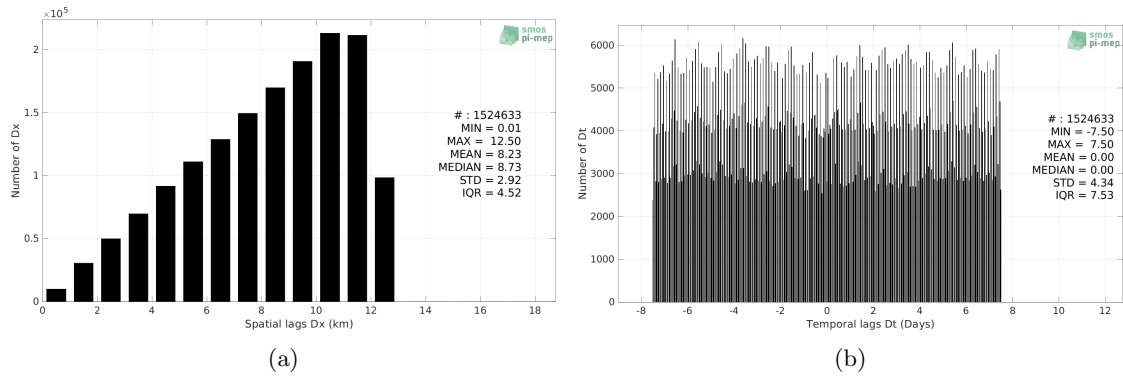 ×10⁵
2
1.5
1
0.5
0
Number of Dx
0 2 4 6 8 10 12 14 16 18
Spatial lags Dx (km)
smos
pi-mep
# : 1524633
MIN = 0.01
MAX = 12.50
MEAN = 8.23
MEDIAN = 8.73
STD = 2.92
IQR = 4.52
(a)
6000
5000
4000
3000
2000
1000
0
Number of Dt
-8 -6 -4 -2 0 2 4 6 8 10 12
Temporal lags Dt (Days)
smos
pi-mep
# : 1524633
MIN = -7.50
MAX = 7.50
MEAN = 0.00
MEDIAN = 0.00
STD = 4.34
IQR = 7.53
(b)